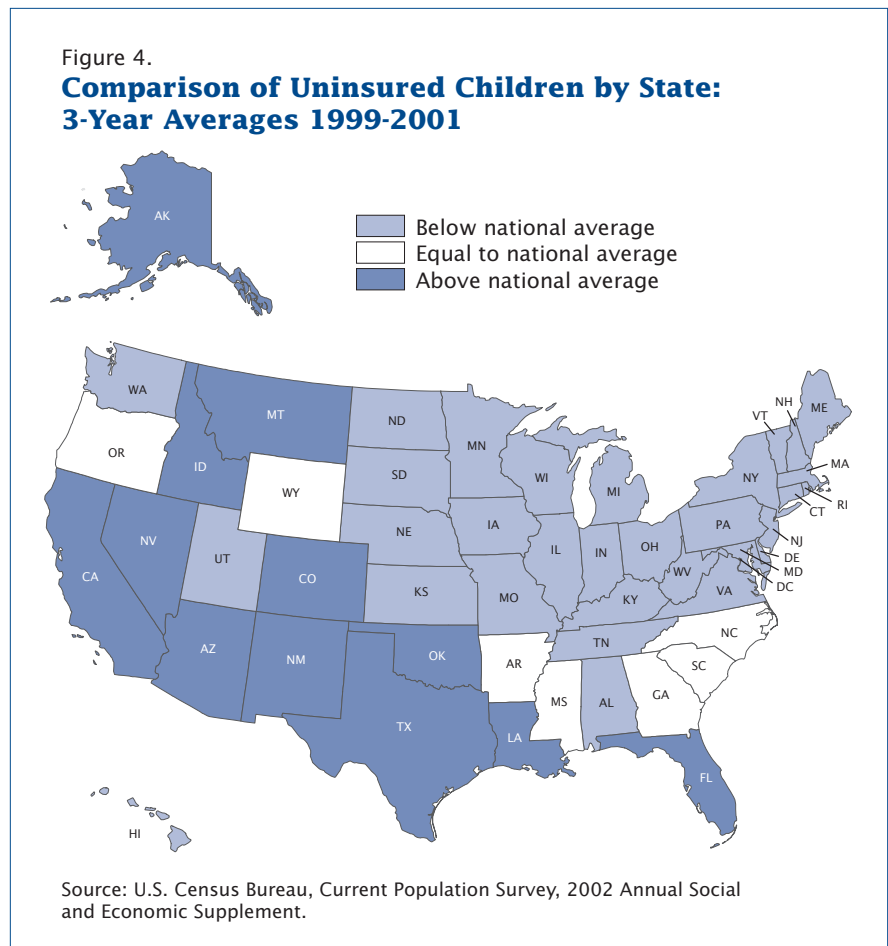 Figure 4.
Comparison of Uninsured Children by State:
3-Year Averages 1999-2001
AK
Below national average
Equal to national average
Above national average
WA
MT
ND
MN
VT
NH
ME
OR
ID
WY
SD
WI
MI
NY
MA
RI
CT
NV
UT
CO
NE
IA
IL
IN
OH
PA
NJ
DE
MD
DC
CA
KS
MO
KY
WV
VA
AZ
NM
OK
AR
TN
NC
SC
TX
LA
MS
AL
GA
FL
HI
Source: U.S. Census Bureau, Current Population Survey, 2002 Annual Social
and Economic Supplement.